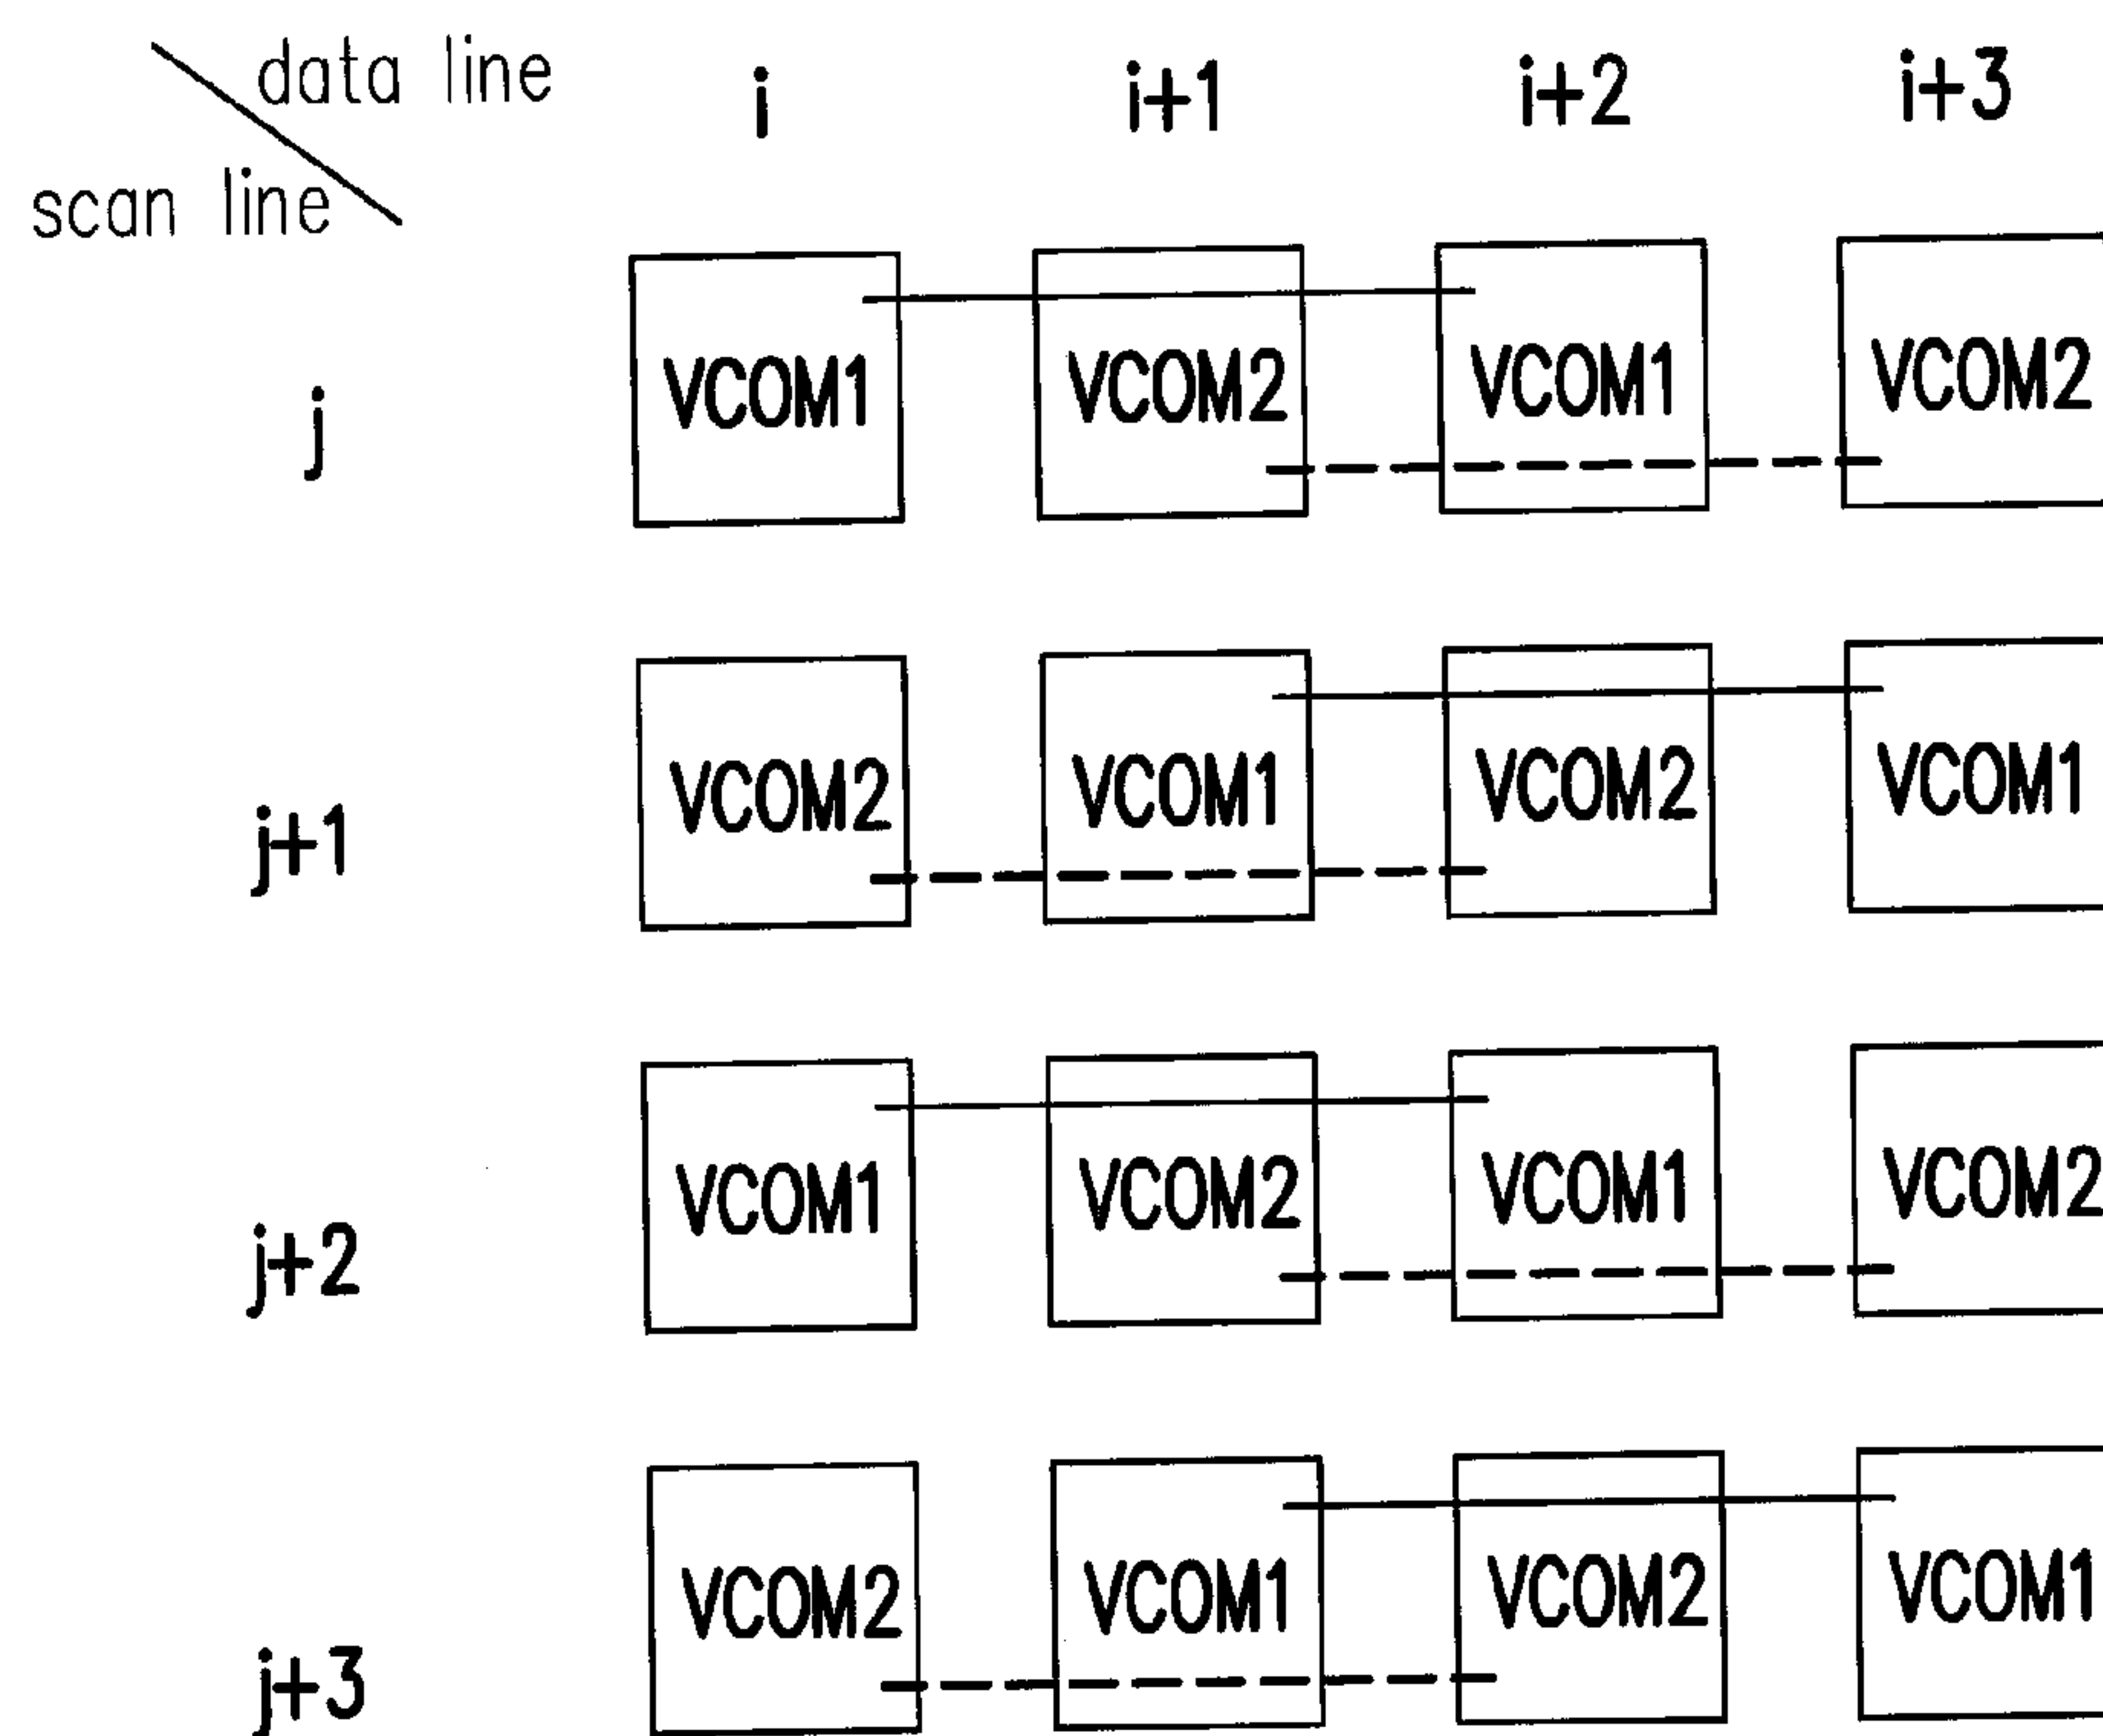 data line i i+1 i+2 i+3
scan line
j VCOM1 VCOM2 VCOM1 VCOM2
j+1 VCOM2 VCOM1 VCOM2 VCOM1
j+2 VCOM1 VCOM2 VCOM1 VCOM2
j+3 VCOM2 VCOM1 VCOM2 VCOM1